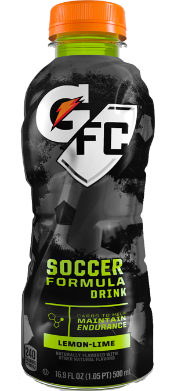 G
FC
SOCCER
FORMULA
DRINK
CARBS TO HELP
MAINTAIN
ENDURANCE
LEMON-LIME
NATURALLY FLAVORED WITH
OTHER NATURAL FLAVORS
16.9 FL OZ (1.05 PT) 500 mL